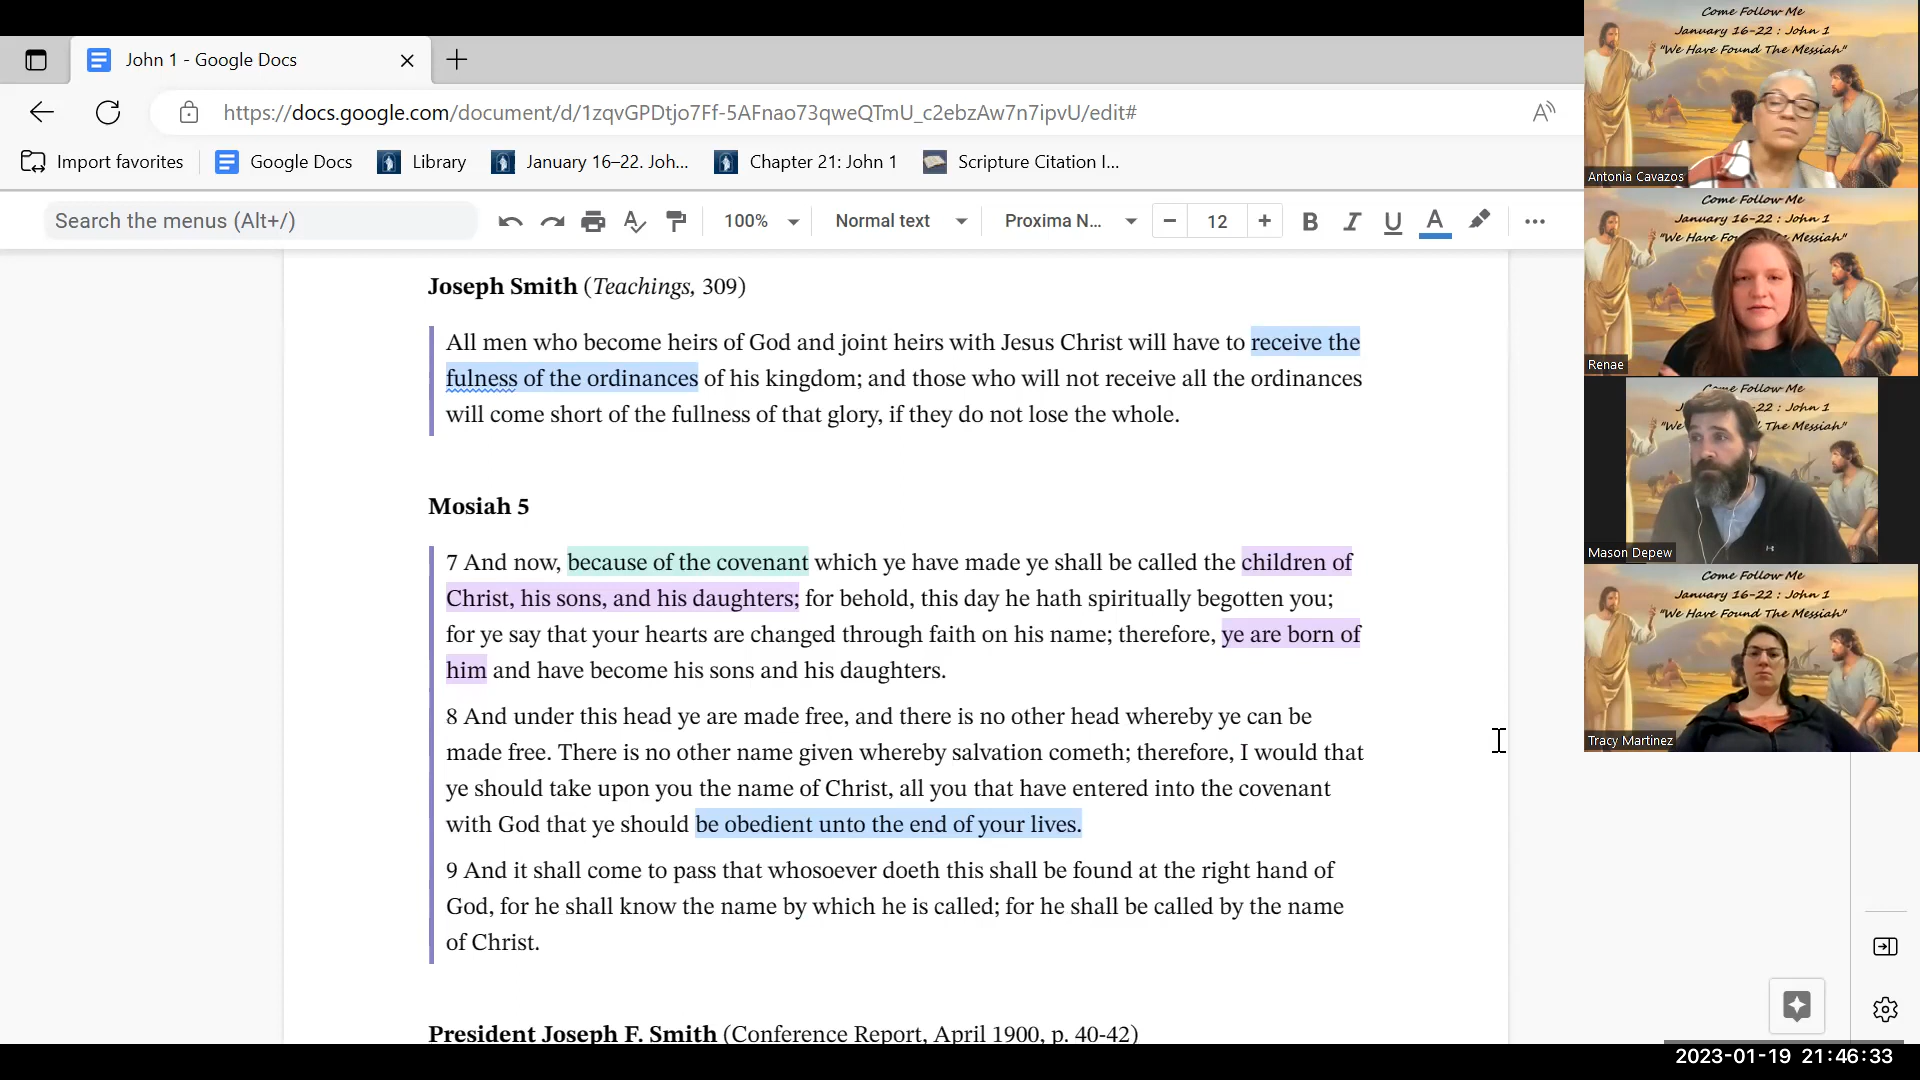 John 1 - Google Docs
https://docs.google.com/document/d/1zqvGPDtjo7Ff-5AFnao73qweQTmU_c2ebzAw7n7ipvU/edit#
Import favorites
Google Docs
Library
January 16–22. Joh...
Chapter 21: John 1
Scripture Citation I...
Search the menus (Alt+/)
100%
Normal text
Proxima N...
12
B I U A
Joseph Smith (Teachings, 309)
All men who become heirs of God and joint heirs with Jesus Christ will have to receive the
fulness of the ordinances of his kingdom; and those who will not receive all the ordinances
will come short of the fullness of that glory, if they do not lose the whole.
Mosiah 5
7 And now, because of the covenant which ye have made ye shall be called the children of
Christ, his sons, and his daughters; for behold, this day he hath spiritually begotten you;
for ye say that your hearts are changed through faith on his name; therefore, ye are born of
him and have become his sons and his daughters.
8 And under this head ye are made free, and there is no other head whereby ye can be
made free. There is no other name given whereby salvation cometh; therefore, I would that
ye should take upon you the name of Christ, all you that have entered into the covenant
with God that ye should be obedient unto the end of your lives.
9 And it shall come to pass that whosoever doeth this shall be found at the right hand of
God, for he shall know the name by which he is called; for he shall be called by the name
of Christ.
President Joseph F. Smith (Conference Report, April 1900, p. 40-42)
Come Follow Me
January 16-22 : John 1
"We Have Found The Messiah"
Antonia Cavazos
Come Follow Me
January 16-22 : John 1
"We Have Fo Messiah"
Renae
Come Follow Me
J -22 : John 1
"We The Messiah"
Mason Depew
Come Follow Me
January 16-22 : John 1
"We Have Found The Messiah"
Tracy Martinez
2023-01-19 21:46:33